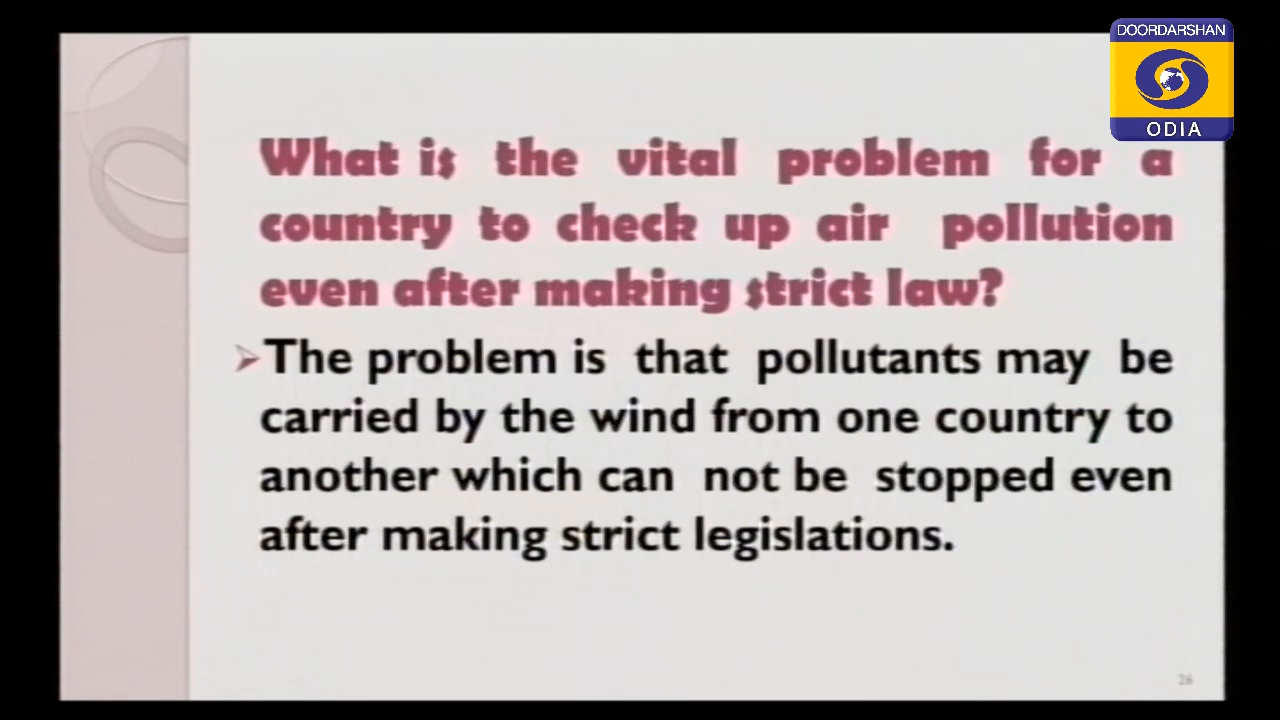 DOORDARSHAN
ODIA
What is the vital problem for a
country to check up air pollution
even after making strict law?
The problem is that pollutants may be
carried by the wind from one country to
another which can not be stopped even
after making strict legislations.
26